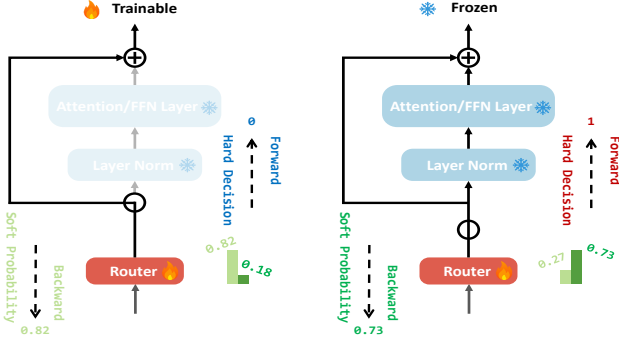 Trainable
Frozen
Attention/FFN Layer
Layer Norm
Router
0
Hard Decision
Forward
Soft Probability
Backward
0.82
0.82
0.18
Attention/FFN Layer
Layer Norm
Router
1
Hard Decision
Forward
Soft Probability
Backward
0.73
0.27
0.73